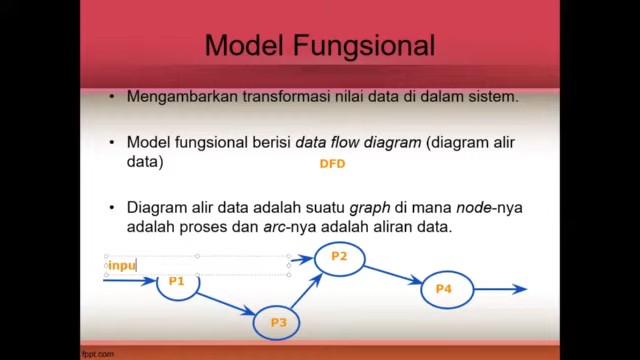 Model Fungsional
• Mengambarkan transformasi nilai data di dalam sistem.
• Model fungsional berisi data flow diagram (diagram alir
data)
DFD
• Diagram alir data adalah suatu graph di mana node-nya
adalah proses dan arc-nya adalah aliran data.
inpu
P1
P2
P3
P4
fppt.com